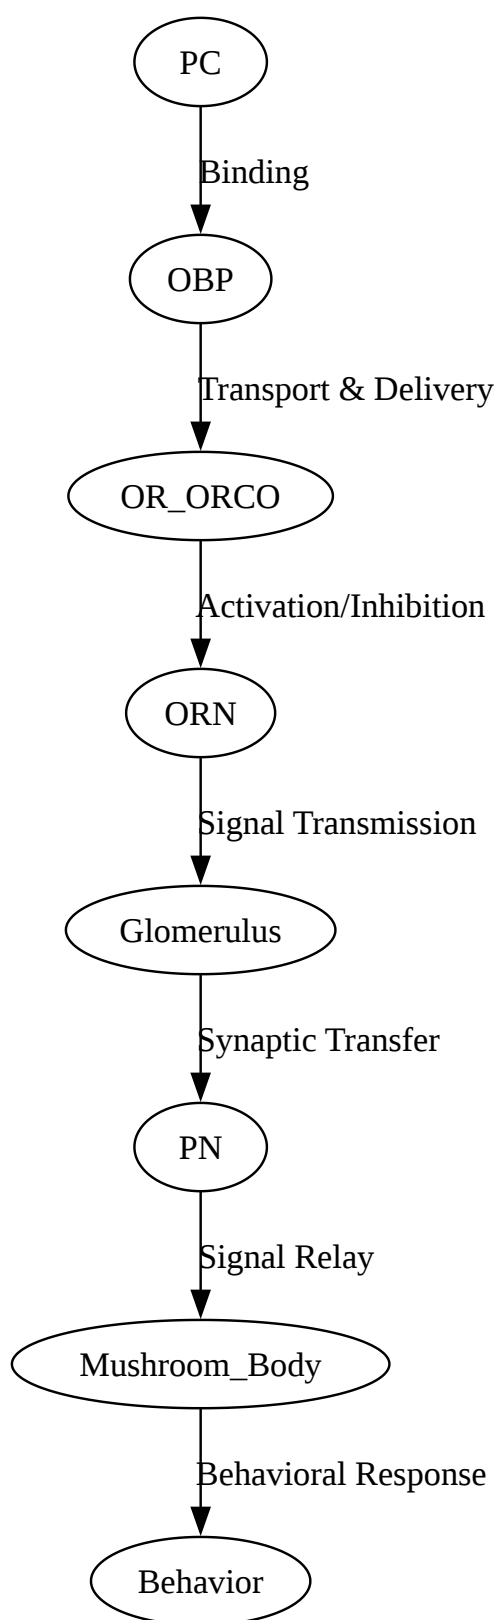 PC
Binding
OBP
Transport & Delivery
OR_ORCO
Activation/Inhibition
ORN
Signal Transmission
Glomerulus
Synaptic Transfer
PN
Signal Relay
Mushroom_Body
Behavioral Response
Behavior